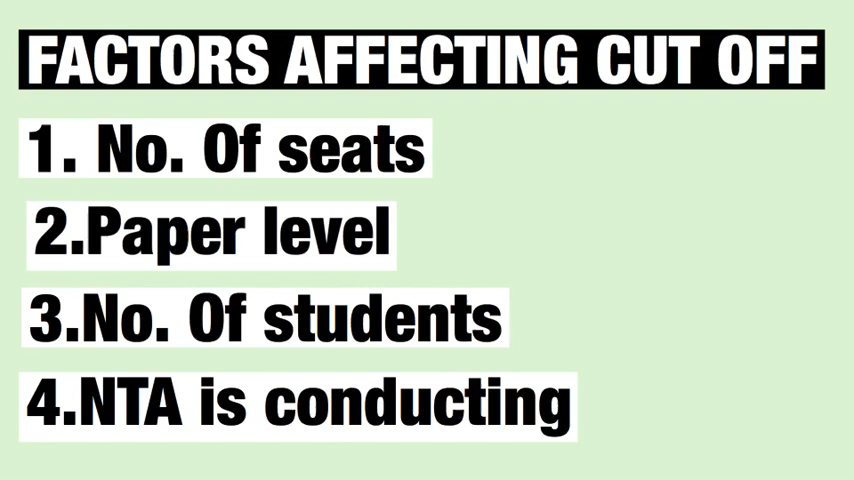 FACTORS AFFECTING CUT OFF
1. No. Of seats
2.Paper level
3.No. Of students
4.NTA is conducting